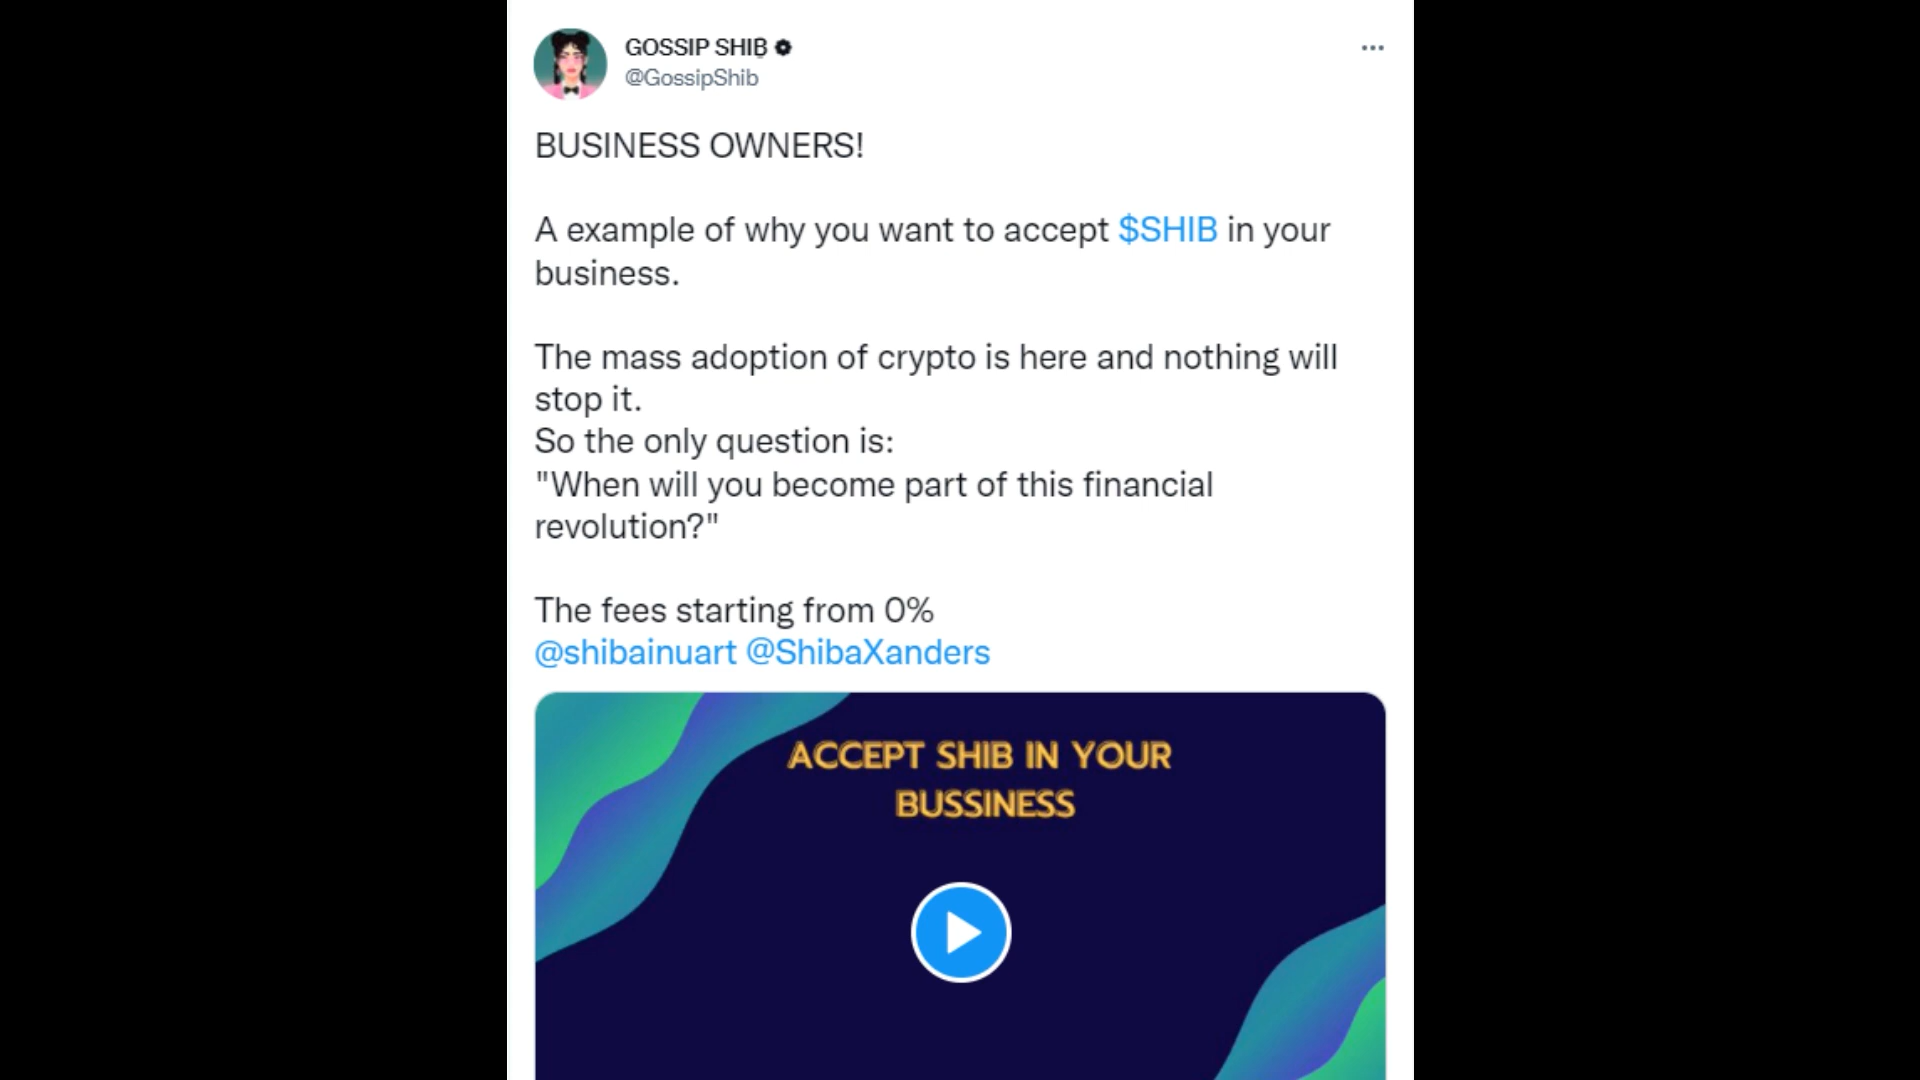 GOSSIP SHIB
@GossipShib
BUSINESS OWNERS!
A example of why you want to accept $SHIB in your
business.
The mass adoption of crypto is here and nothing will
stop it.
So the only question is:
"When will you become part of this financial
revolution?"
The fees starting from 0%
@shibainuart @ShibaXanders
ACCEPT SHIB IN YOUR
BUSSINESS